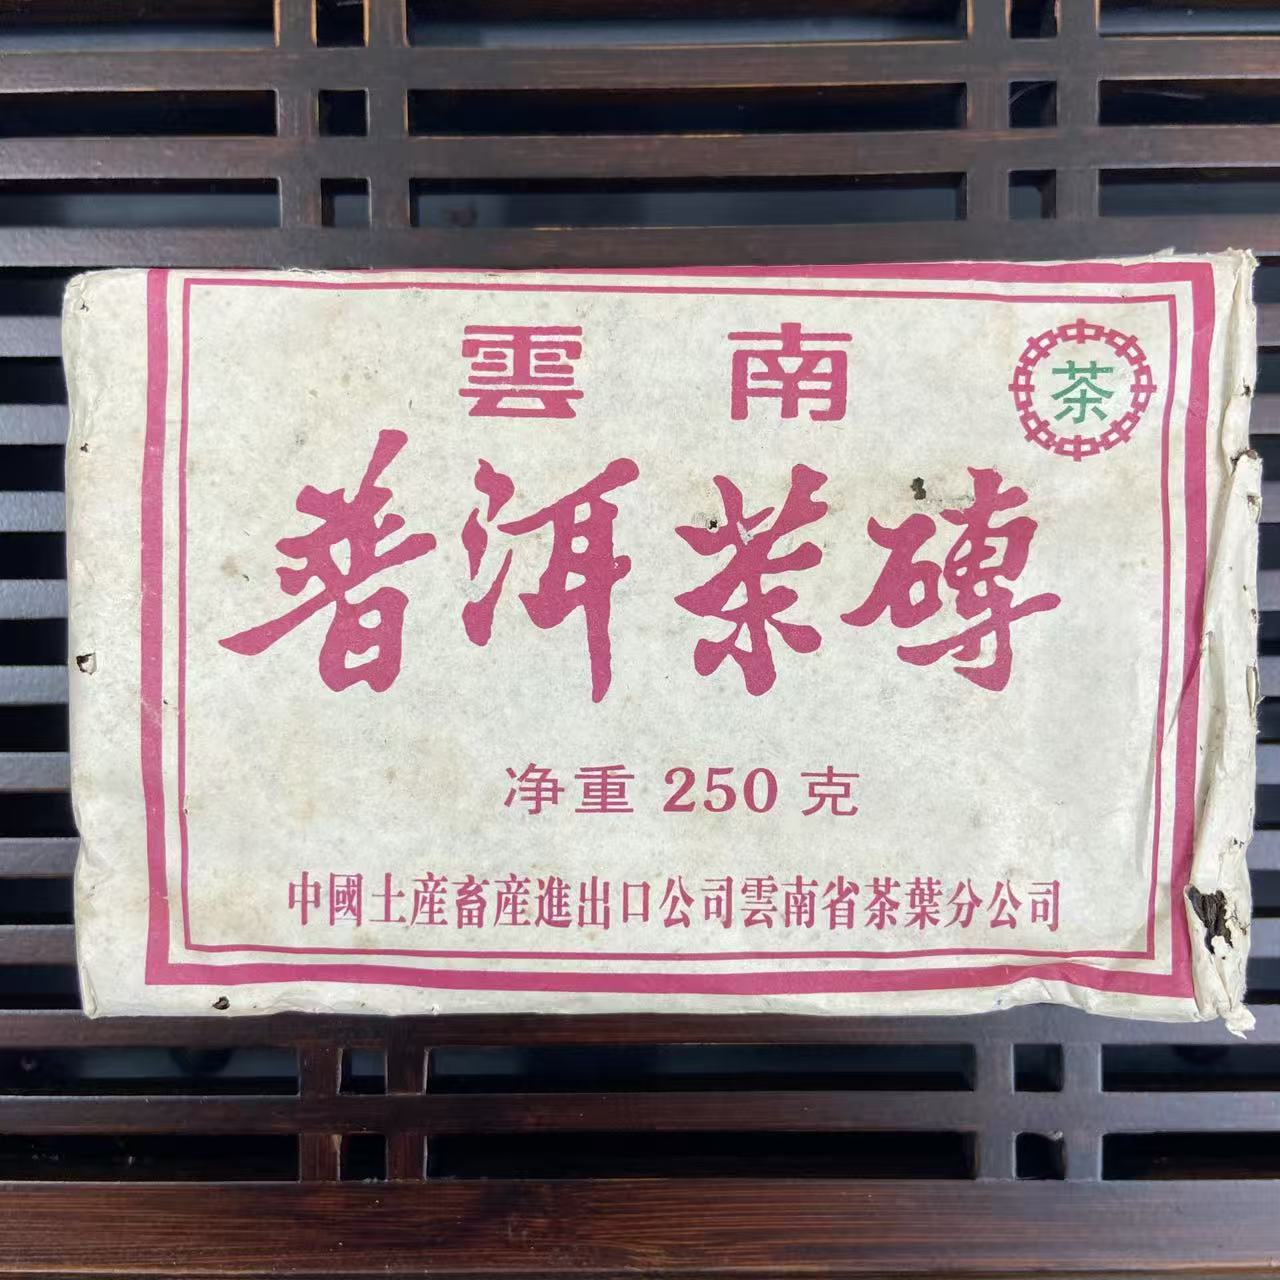 雲南
茶
普洱茶磚
净重 250 克
中國土産畜産進出口公司雲南省茶葉分公司